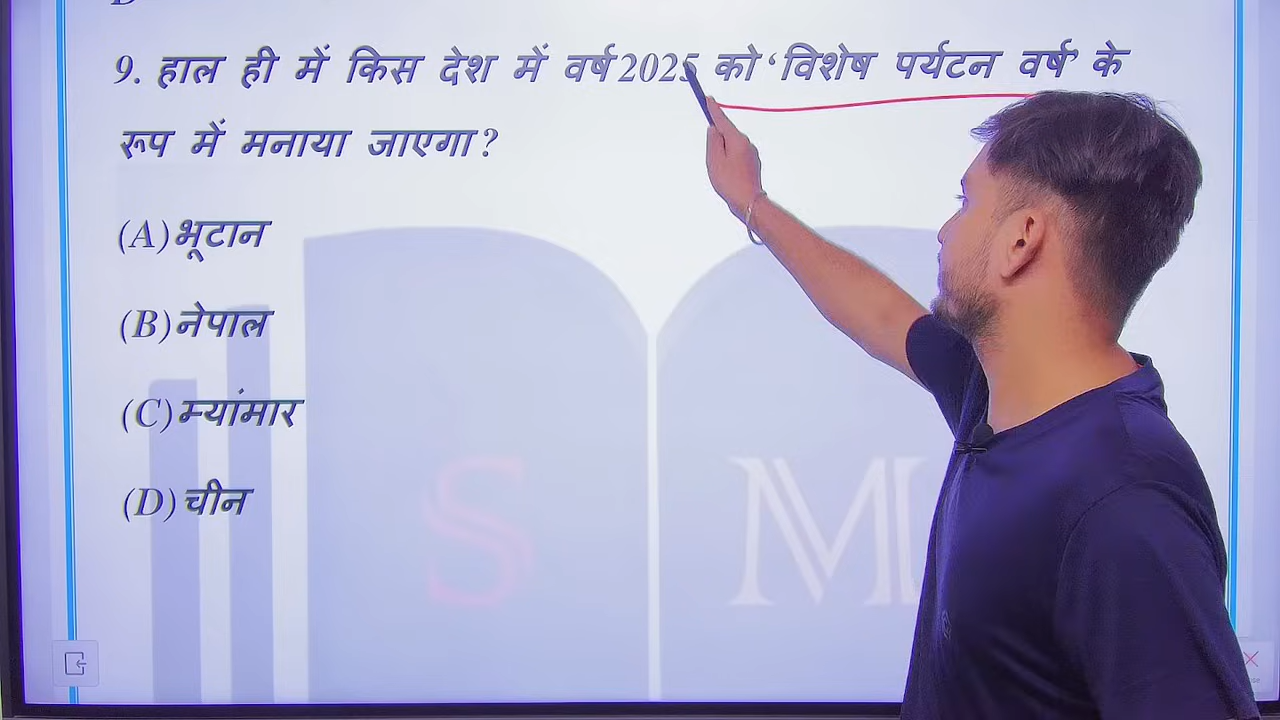 9. हाल ही में किस देश में वर्ष 2025 को ‘विशेष पर्यटन वर्ष’ के
रूप में मनाया जाएगा?
(A) भूटान
(B) नेपाल
(C) म्यांमार
(D) चीन
S M